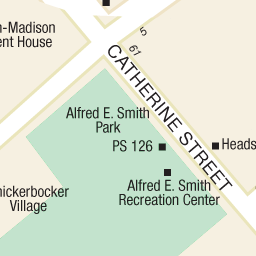 n-Madison
ent House
5
61
CATHERINE STREET
Alfred E. Smith
Park
PS 126
Heads
Alfred E. Smith
Recreation Center
nickerbocker
Village